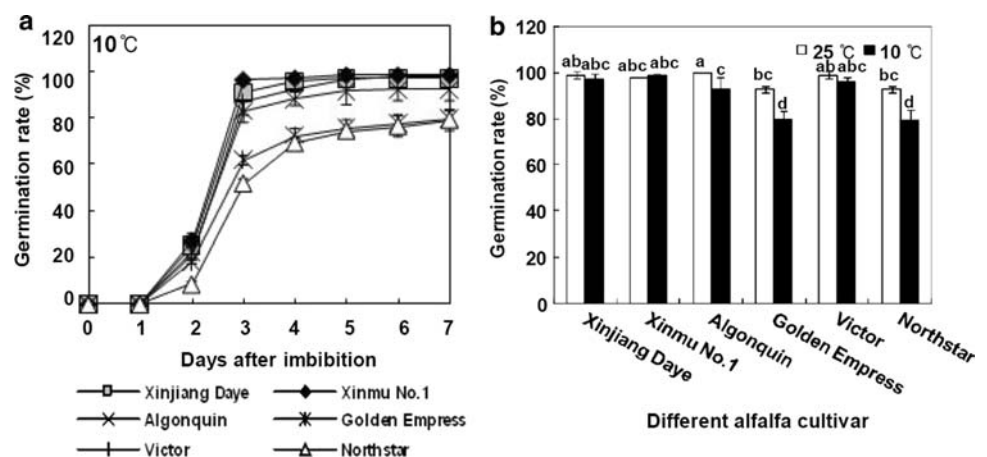 a
10℃
Germination rate (%)
120
100
80
60
40
20
0
0 1 2 3 4 5 6 7
Days after imbibition
Xinjiang Daye
Xinmu No.1
Algonquin
Golden Empress
Victor
Northstar
b
25 ℃ 10 ℃
Germination rate (%)
120
100
80
60
40
20
0
ab abc abc abc a c bc d ab abc bc d
Xinjiang Daye
Xinmu No.1
Algonquin
Golden Empress
Victor
Northstar
Different alfalfa cultivar